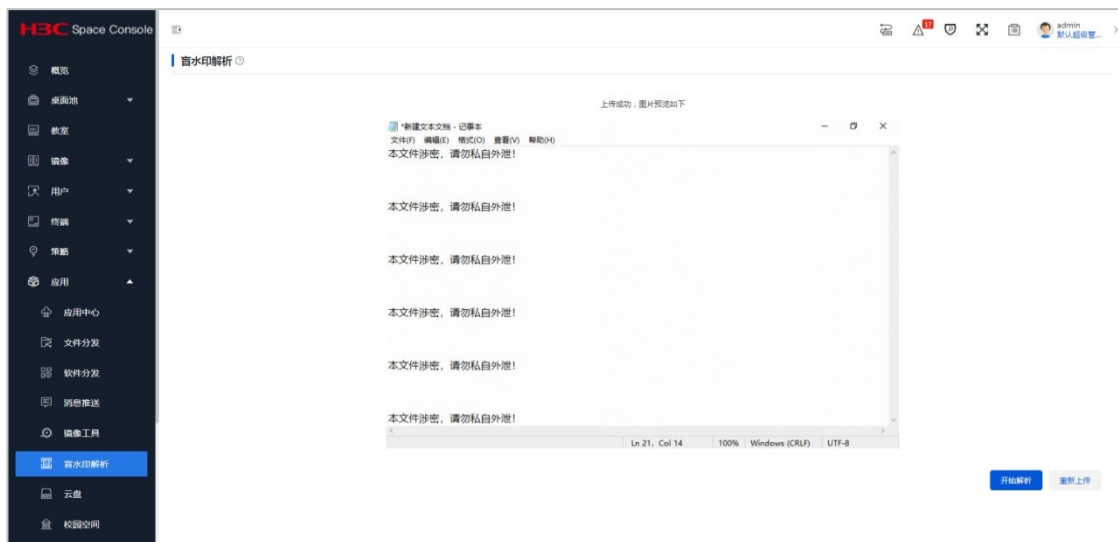 H3C Space Console
17
admin
默认超级管...
概览
桌面池
教室
镜像
用户
终端
策略
应用
应用中心
文件分发
软件分发
消息推送
镜像工具
盲水印解析
云盘
校园空间
盲水印解析
上传成功，图片预览如下
*新建文本文档 - 记事本
文件(F) 编辑(E) 格式(O) 查看(V) 帮助(H)
本文件涉密，请勿私自外泄！
本文件涉密，请勿私自外泄！
本文件涉密，请勿私自外泄！
本文件涉密，请勿私自外泄！
本文件涉密，请勿私自外泄！
本文件涉密，请勿私自外泄！
Ln 21, Col 14 100% Windows (CRLF) UTF-8
开始解析 重新上传